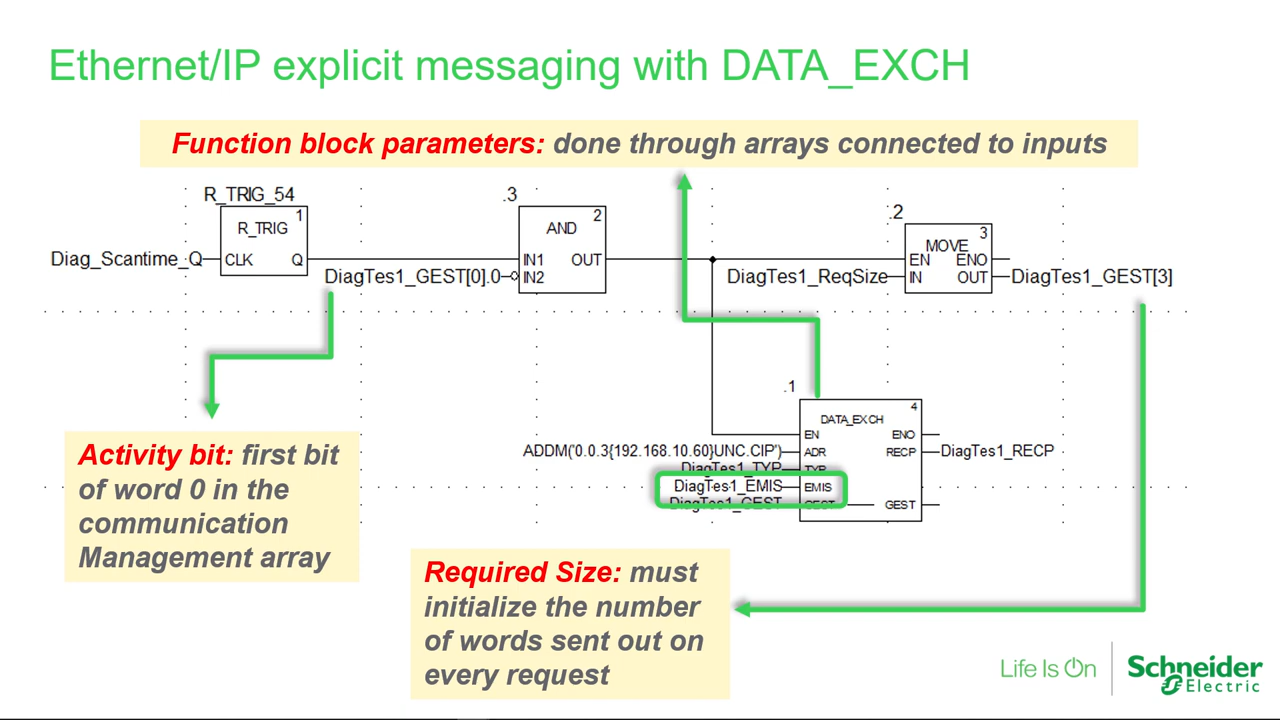 Ethernet/IP explicit messaging with DATA_EXCH
Function block parameters: done through arrays connected to inputs
R_TRIG_54
1
R_TRIG
Diag_Scantime_Q
CLK
Q
.3
2
AND
IN1
OUT
DiagTes1_GEST[0].0
IN2
.2
3
MOVE
EN
ENO
DiagTes1_ReqSize
IN
OUT
DiagTes1_GEST[3]
.1
4
DATA_EXCH
EN
ENO
ADDM('0.0.3{192.168.10.60}UNC.CIP')
ADR
RECP
DiagTes1_RECP
DiagTes1_TYP
TYP
DiagTes1_EMIS
EMIS
DiagTes1_GEST
GEST
GEST
Activity bit: first bit
of word 0 in the
communication
Management array
Required Size: must
initialize the number
of words sent out on
every request
Life Is On
Schneider
Electric